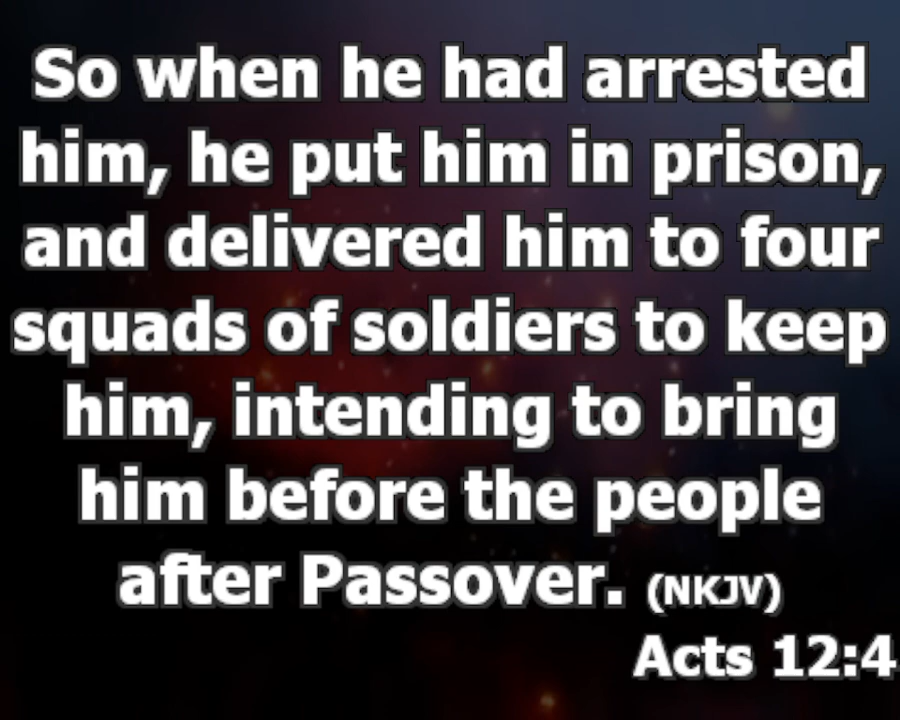 So when he had arrested
him, he put him in prison,
and delivered him to four
squads of soldiers to keep
him, intending to bring
him before the people
after Passover. (NKJV)
Acts 12:4